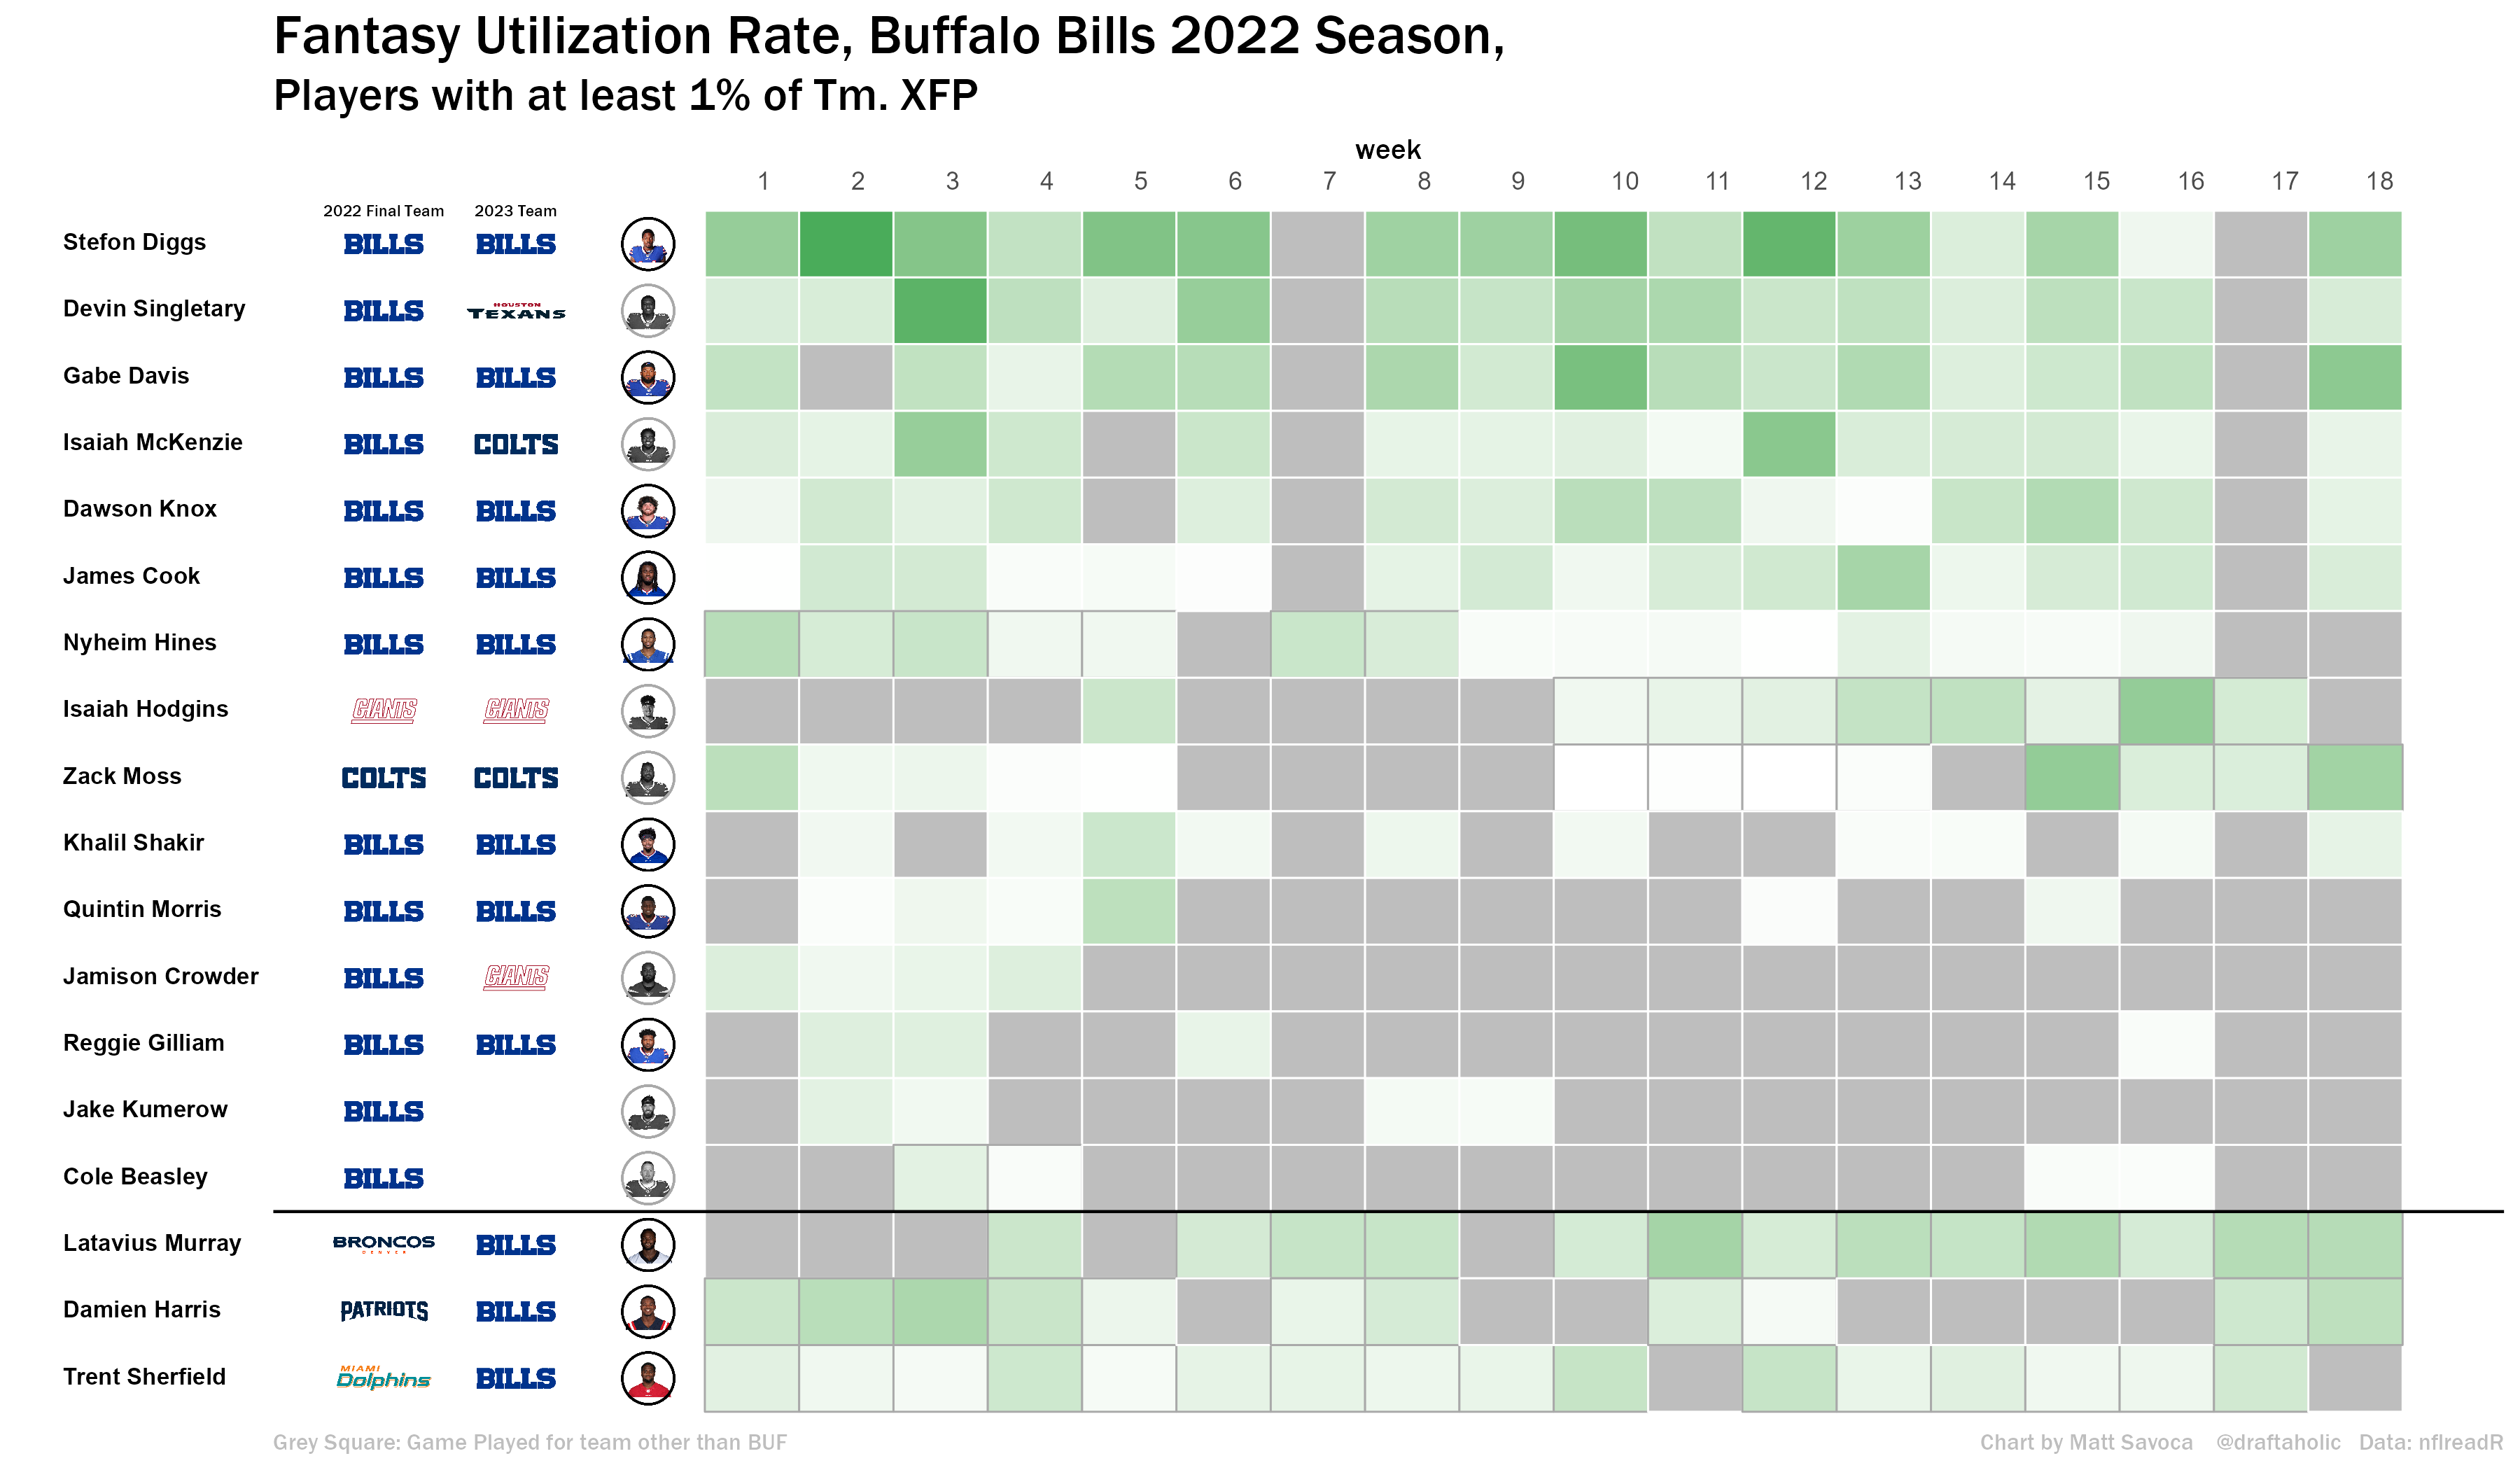 Fantasy Utilization Rate, Buffalo Bills 2022 Season,
Players with at least 1% of Tm. XFP
week
1 2 3 4 5 6 7 8 9 10 11 12 13 14 15 16 17 18
2022 Final Team 2023 Team
Stefon Diggs BILLS BILLS
Devin Singletary BILLS HOUSTON TEXANS
Gabe Davis BILLS BILLS
Isaiah McKenzie BILLS COLTS
Dawson Knox BILLS BILLS
James Cook BILLS BILLS
Nyheim Hines BILLS BILLS
Isaiah Hodgins GIANTS GIANTS
Zack Moss COLTS COLTS
Khalil Shakir BILLS BILLS
Quintin Morris BILLS BILLS
Jamison Crowder BILLS GIANTS
Reggie Gilliam BILLS BILLS
Jake Kumerow BILLS
Cole Beasley BILLS
Latavius Murray BRONCOS DENVER BILLS
Damien Harris PATRIOTS BILLS
Trent Sherfield MIAMI Dolphins BILLS
Grey Square: Game Played for team other than BUF Chart by Matt Savoca @draftaholic Data: nflreadR